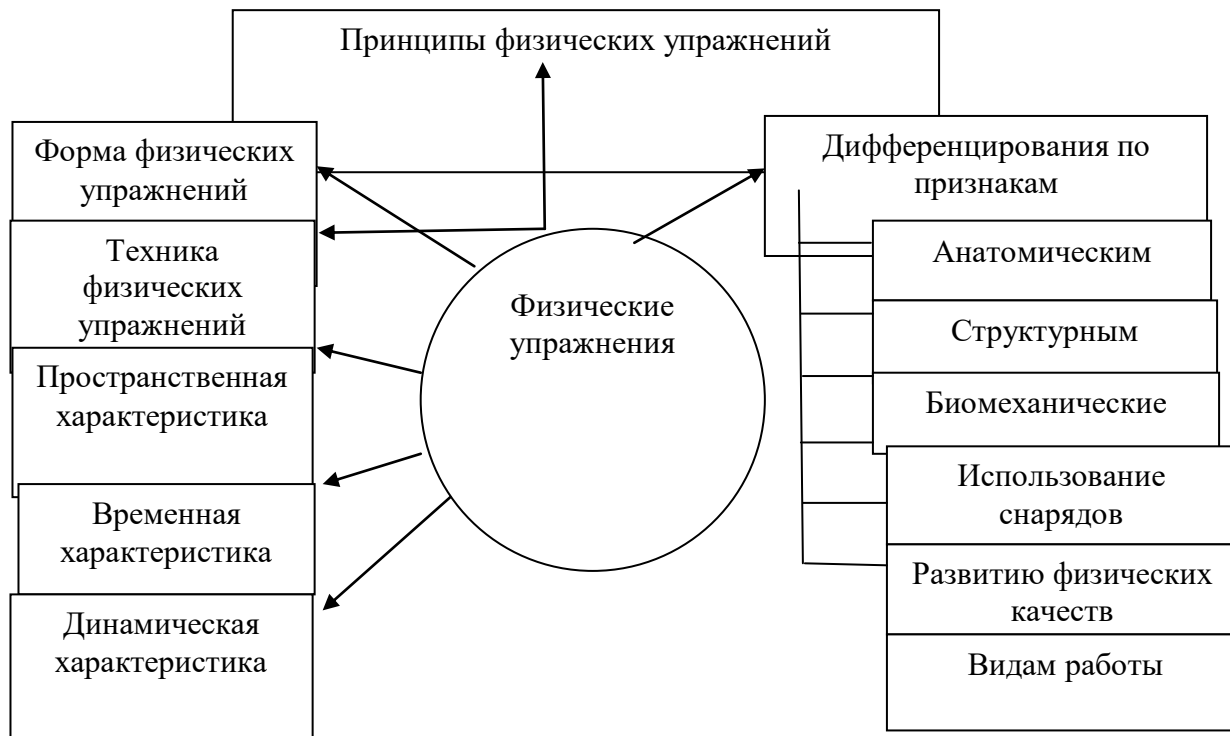 Принципы физических упражнений
Форма физических
упражнений
Техника
физических
упражнений
Пространственная
характеристика
Временная
характеристика
Динамическая
характеристика
Физические
упражнения
Дифференцирования по
признакам
Анатомическим
Структурным
Биомеханические
Использование
снарядов
Развитию физических
качеств
Видам работы